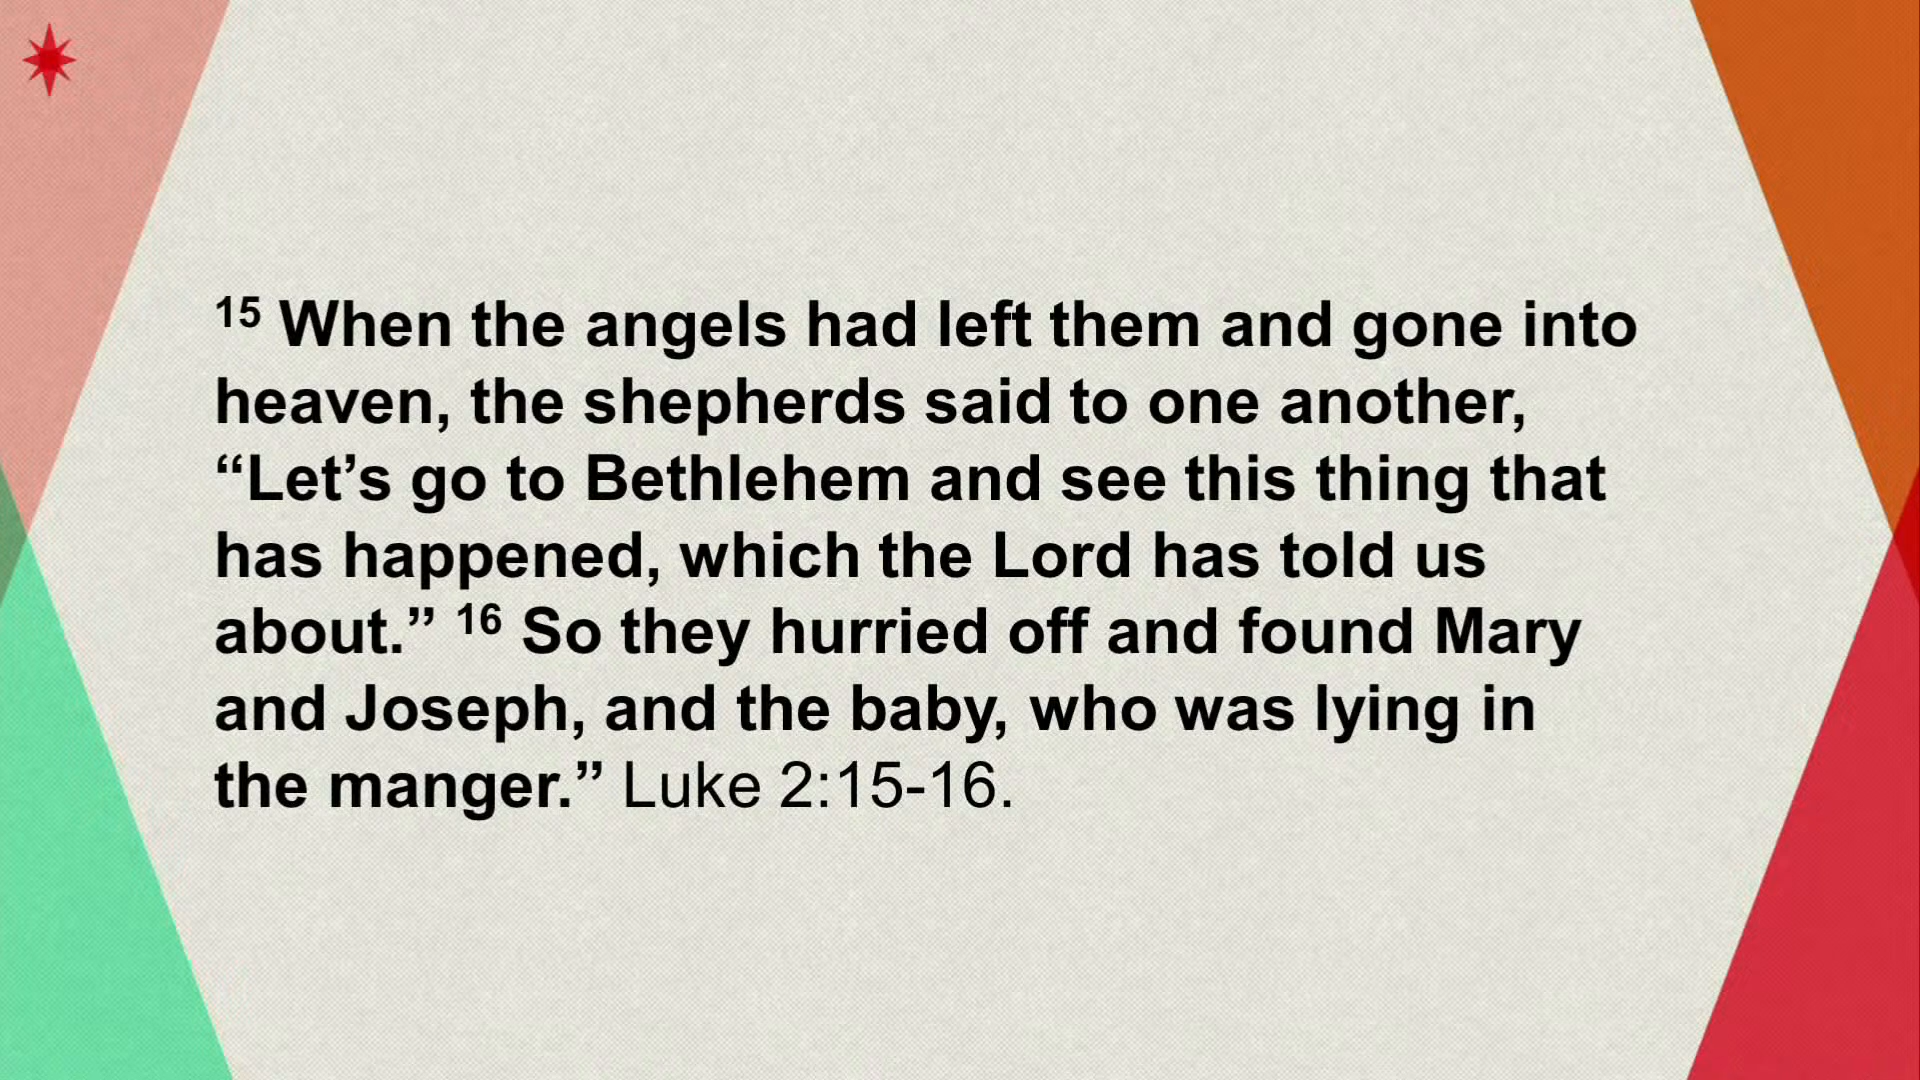 15 When the angels had left them and gone into
heaven, the shepherds said to one another,
“Let’s go to Bethlehem and see this thing that
has happened, which the Lord has told us
about.” 16 So they hurried off and found Mary
and Joseph, and the baby, who was lying in
the manger.” Luke 2:15-16.